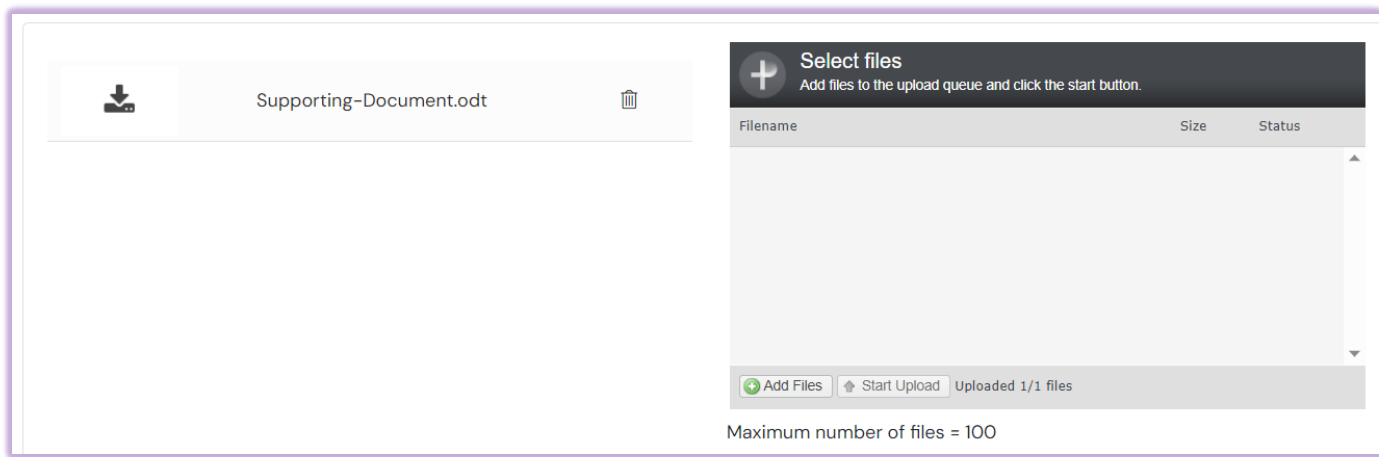 Supporting-Document.odt
Select files
Add files to the upload queue and click the start button.
Filename Size Status
Add Files Start Upload Uploaded 1/1 files
Maximum number of files = 100